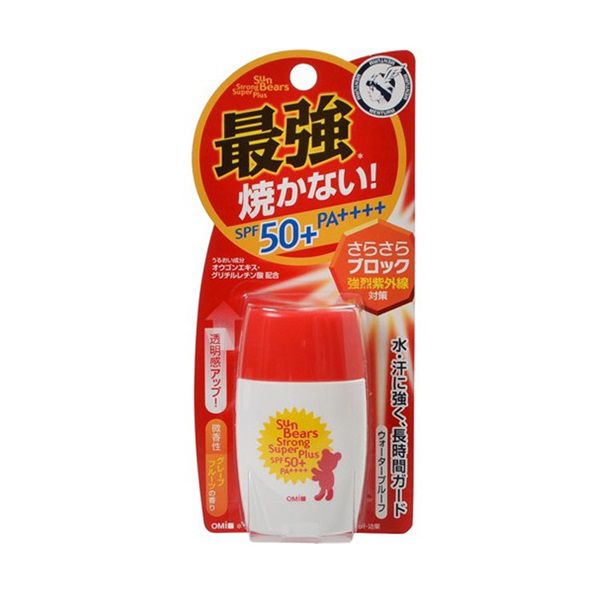 Sun
Strong Bears
Super Plus
MENTURM
最強
*
焼かない!
SPF 50+ PA++++
うるおい成分
オウゴンエキス・
グリチルレチン酸 配合
さらさら
ブロック
強烈紫外線
対策
透明感アップ!
微香性
グレープ
フルーツの香り
水・汗に強く、長時間ガード
ウォータープルーフ
Sun
Bears
Strong
Super Plus
SPF50+
PA++++
OMI
OMI